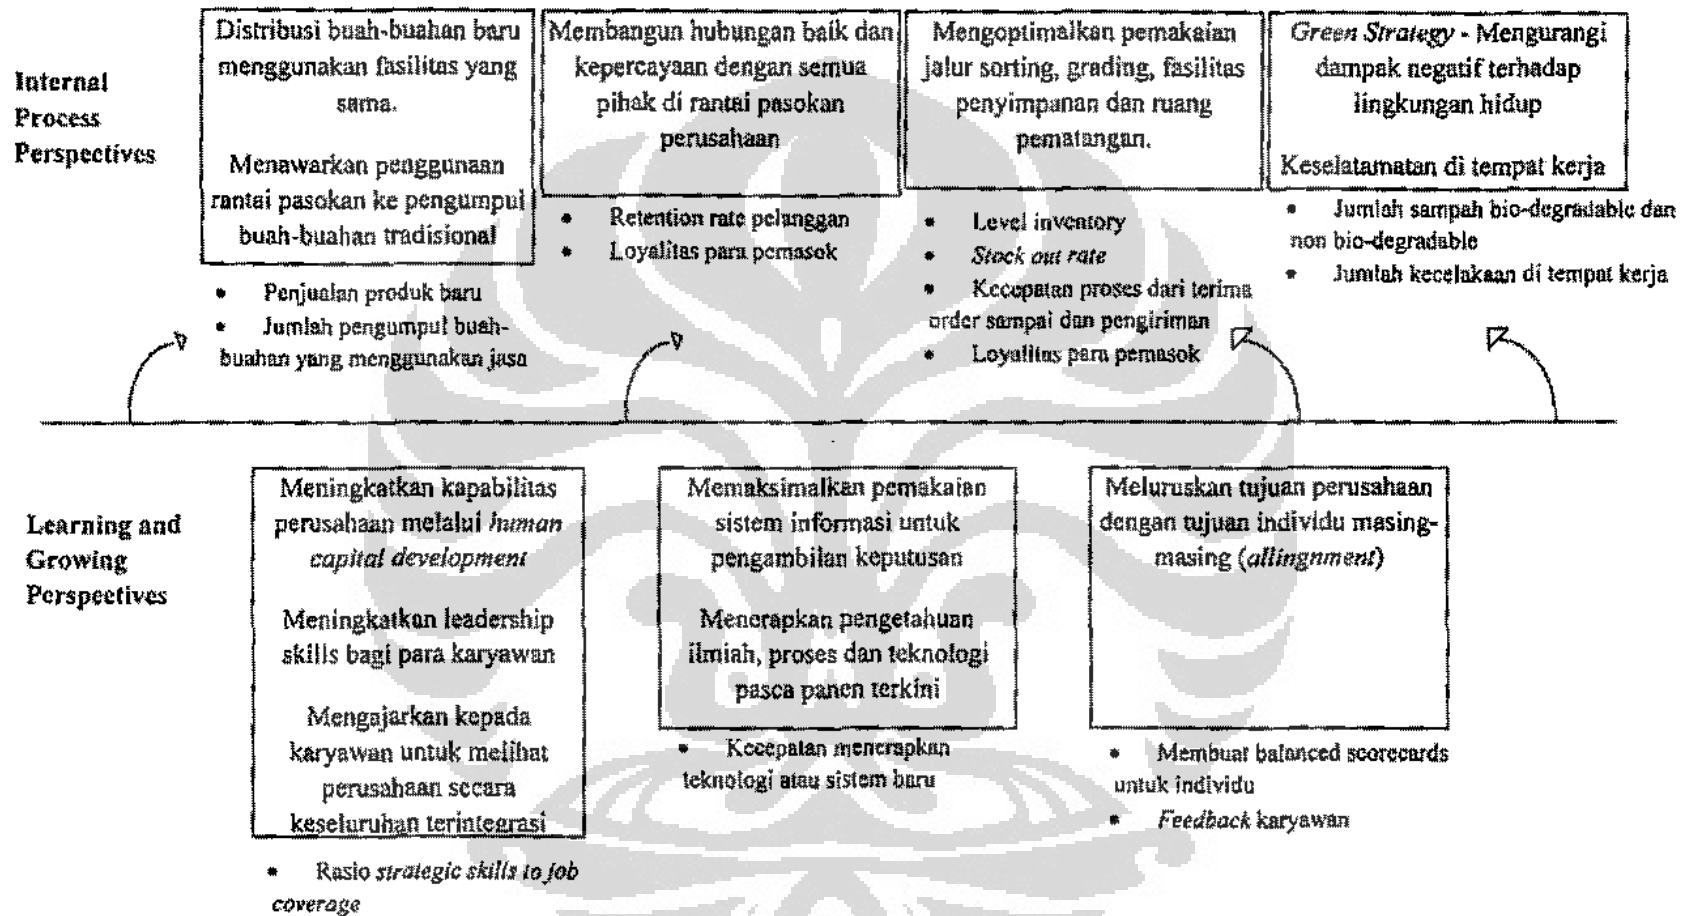 Internal
Process
Perspectives
Distribusi buah-buahan baru
menggunakan fasilitas yang
sama.
Menawarkan penggunaan
rantai pasokan ke pengumpul
buah-buahan tradisional
• Penjualan produk baru
• Jumlah pengumpul buah-
buahan yang menggunakan jasa
Membangun hubungan baik dan
kepercayaan dengan semua
pihak di rantai pasokan
perusahaan
• Retention rate pelanggan
• Loyalitas para pemasok
Mengoptimalkan pemakaian
jalur sorting, grading, fasilitas
penyimpanan dan ruang
pematangan.
• Level inventory
• Stock out rate
• Kecepatan proses dari terima
order sampai dan pengiriman
• Loyalitas para pemasok
Green Strategy - Mengurangi
dampak negatif terhadap
lingkungan hidup
Keselatamatan di tempat kerja
• Jumlah sampah bio-degradable dan
non bio-degradable
• Jumlah kecelakaan di tempat kerja
Learning and
Growing
Perspectives
Meningkatkan kapabilitas
perusahaan melalui human
capital development
Meningkatkan leadership
skills bagi para karyawan
Mengajarkan kepada
karyawan untuk melihat
perusahaan secara
keseluruhan terintegrasi
• Rasio strategic skills to job
coverage
Memaksimalkan pemakaian
sistem informasi untuk
pengambilan keputusan
Menerapkan pengetahuan
ilmiah, proses dan teknologi
pasca panen terkini
• Kecepatan menerapkan
teknologi atau sistem baru
Meluruskan tujuan perusahaan
dengan tujuan individu masing-
masing (allingnment)
• Membuat balanced scorecards
untuk individu
• Feedback karyawan